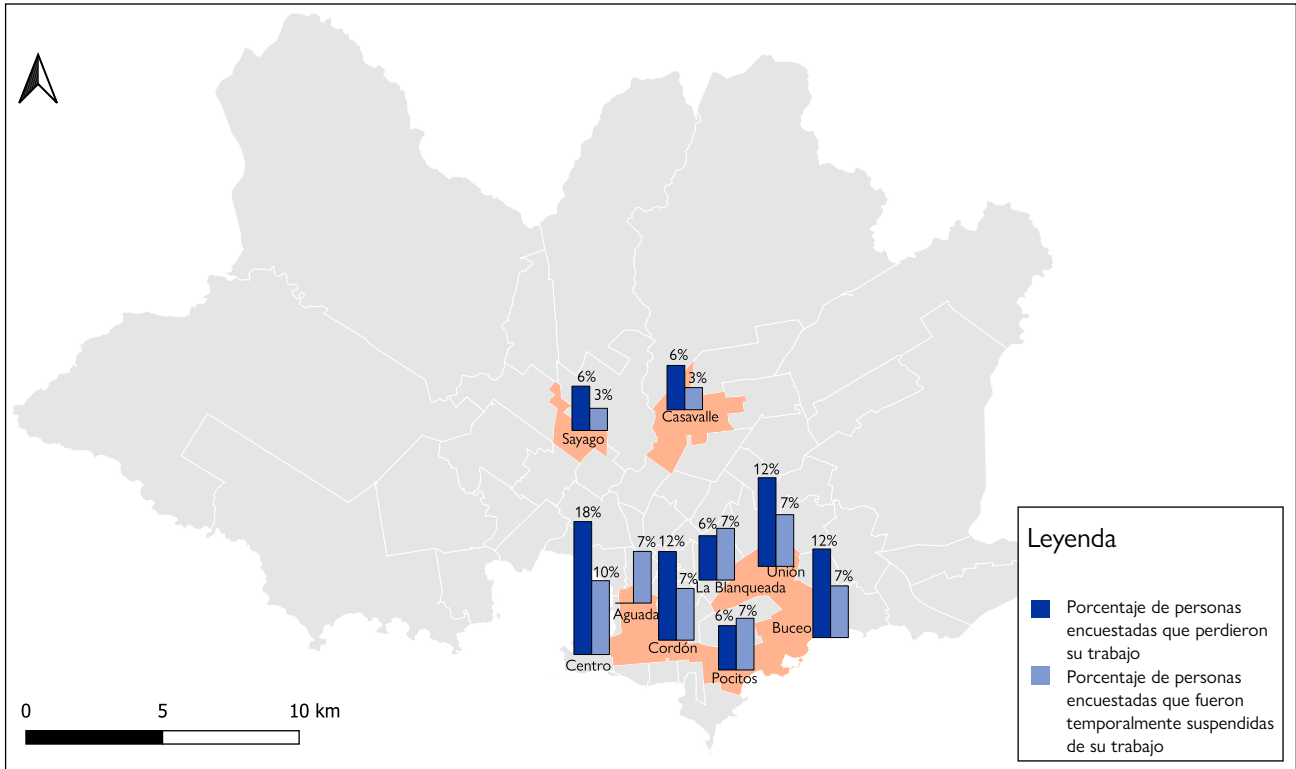 6%
3%
Sayago
6%
3%
Casavalle
18%
10%
Centro
7%
Aguada
12%
7%
Cordón
6%
7%
La Blanqueada
12%
7%
Unión
12%
7%
Buceo
6%
7%
Pocitos
0 5 10 km
Leyenda
Porcentaje de personas
encuestadas que perdieron
su trabajo
Porcentaje de personas
encuestadas que fueron
temporalmente suspendidas
de su trabajo